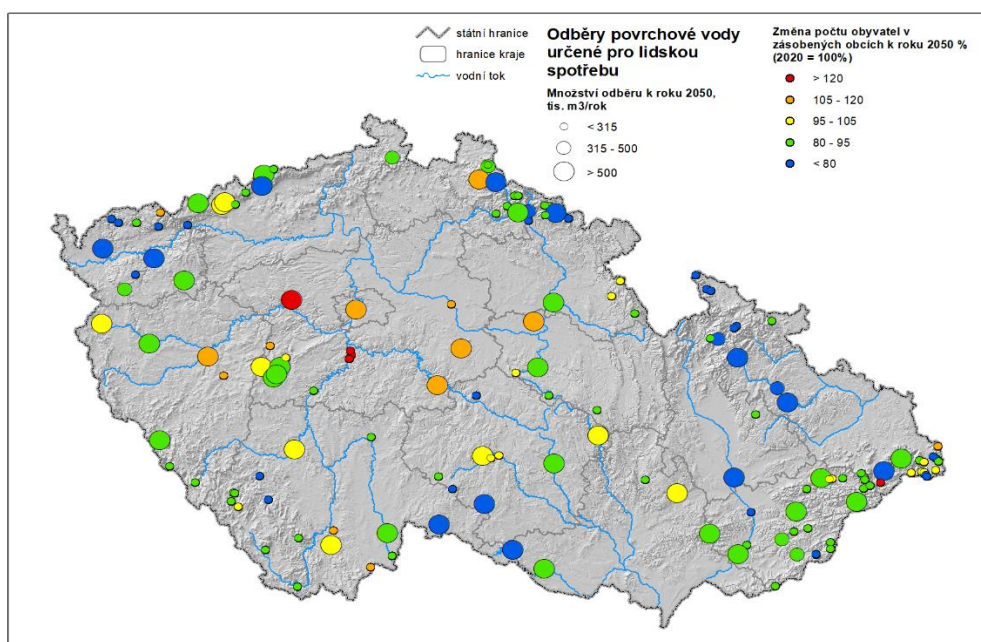 státní hranice
hranice kraje
vodní tok
Odběry povrchové vody
určené pro lidskou
spotřebu
Množství odběru k roku 2050,
tis. m3/rok
< 315
315 - 500
> 500
Změna počtu obyvatel v
zásobených obcích k roku 2050 %
(2020 = 100%)
> 120
105 - 120
95 - 105
80 - 95
< 80